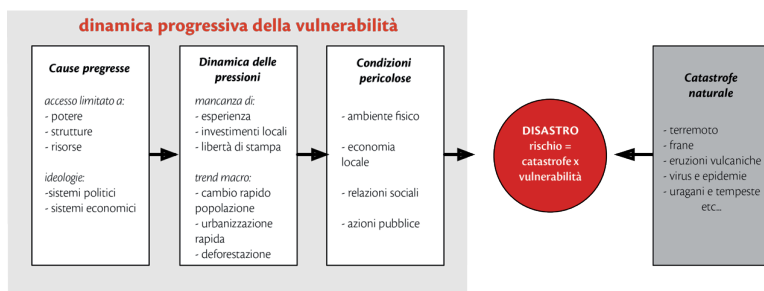 dinamica progressiva della vulnerabilità
Cause pregresse
accesso limitato a:
- potere
- strutture
- risorse
ideologie:
-sistemi politici
- sistemi economici
Dinamica delle
pressioni
mancanza di:
- esperienza
- investimenti locali
- libertà di stampa
trend macro:
- cambio rapido
popolazione
- urbanizzazione
rapida
- deforestazione
Condizioni
pericolose
- ambiente fisico
- economia
locale
- relazioni sociali
- azioni pubblice
DISASTRO
rischio =
catastrofe x
vulnerabilità
Catastrofe
naturale
- terremoto
- frane
- eruzioni vulcaniche
- virus e epidemie
- uragani e tempeste
etc...